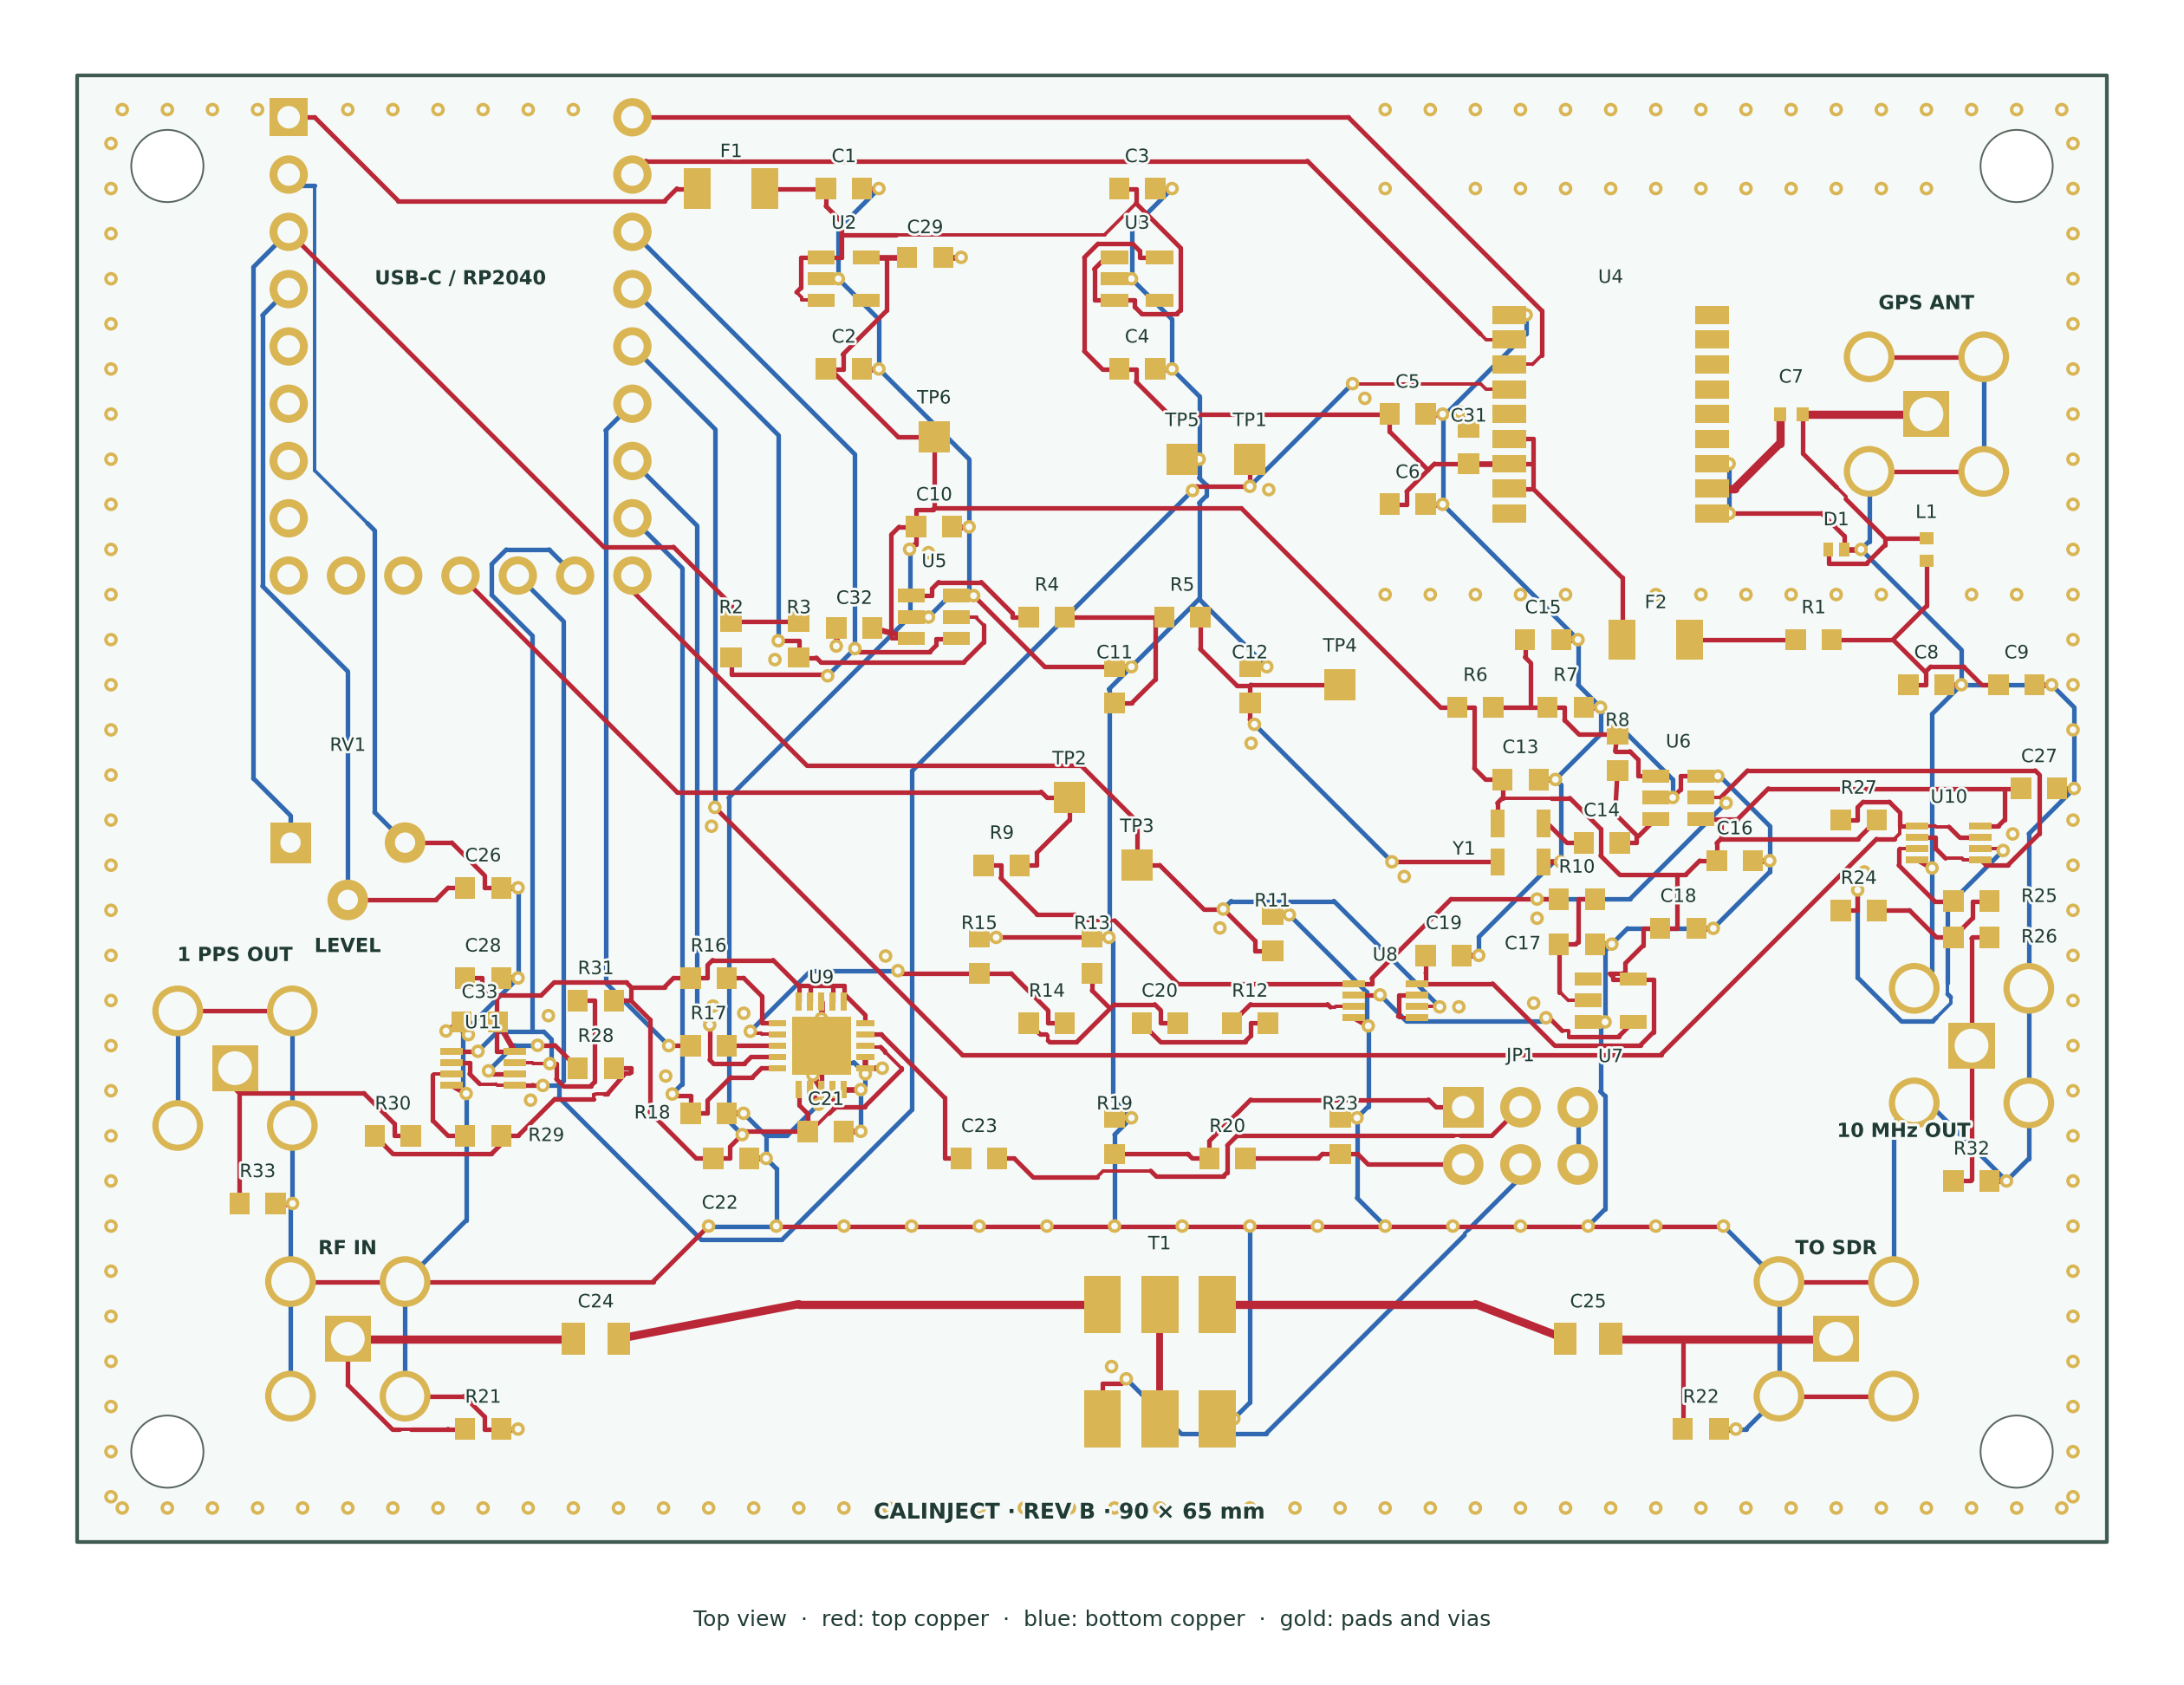 F1
C1
C3
U2
C29
U3
USB-C / RP2040
U4
GPS ANT
C2
C4
C7
TP6
C5
TP5
TP1
C31
C6
C10
L1
D1
U5
R4
R5
C32
R2
R3
C15
F2
R1
TP4
C11
C12
C8
C9
R6
R7
R8
U6
RV1
C13
TP2
C27
R27
U10
C14
TP3
C16
R9
Y1
C26
R10
R24
R11
C18
R25
R15
R13
C19
C17
R26
1 PPS OUT
LEVEL
C28
R16
U8
R31
U9
C33
R14
C20
R12
R17
U11
R28
JP1
U7
R30
R18
C21
R19
R23
R29
R20
10 MHz OUT
R33
R32
C22
RF IN
T1
TO SDR
C24
C25
R21
R22
CALINJECT · REV B · 90 × 65 mm
Top view · red: top copper · blue: bottom copper · gold: pads and vias